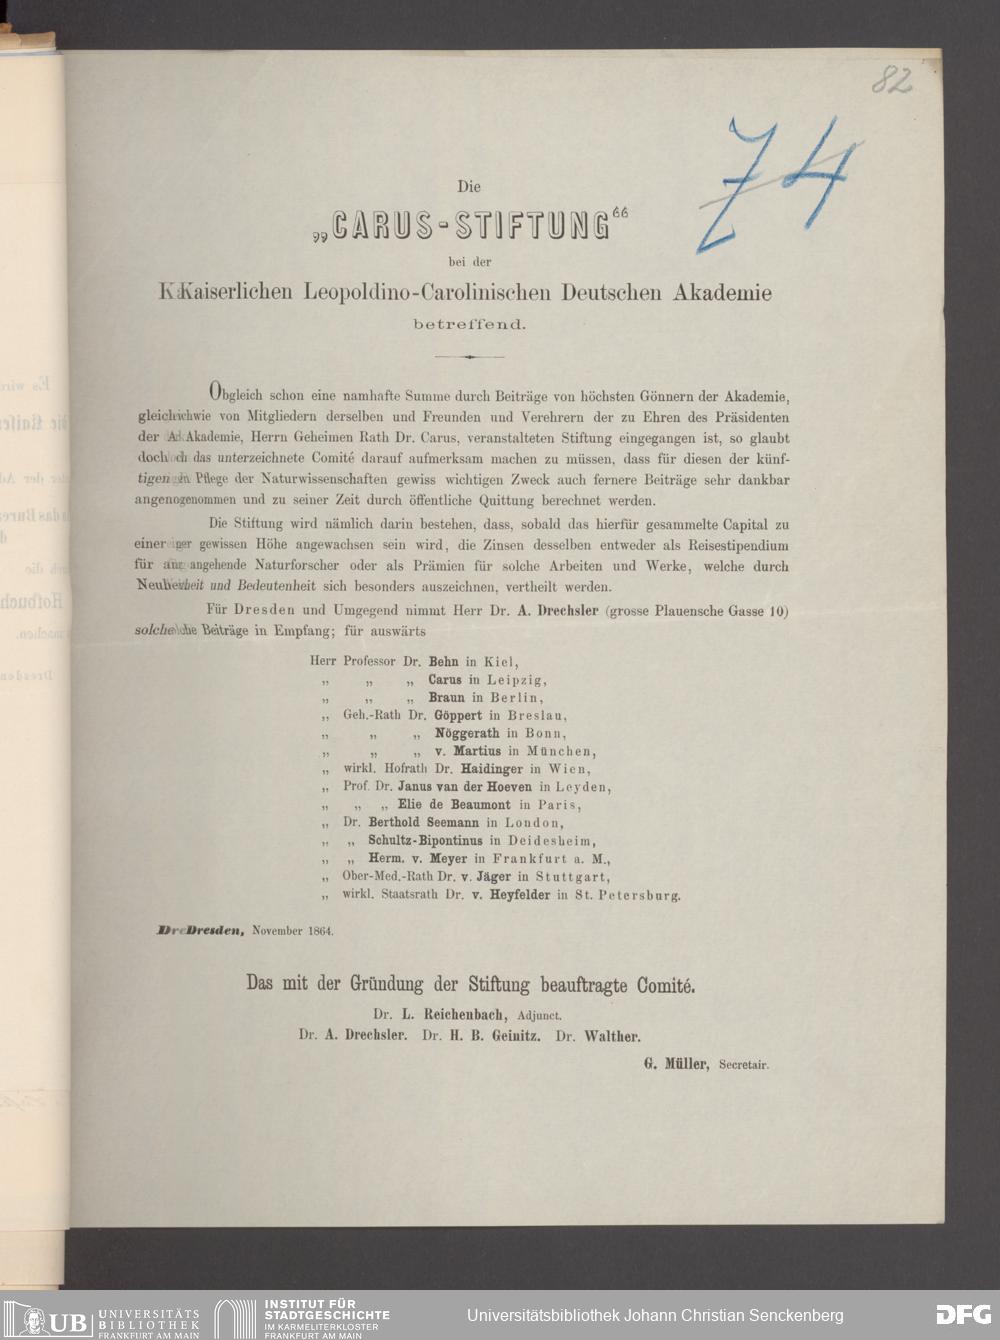 82
74
Die
„CARUS-STIFTUNG“
bei der
Kaiserlichen Leopoldino-Carolinischen Deutschen Akademie
betreffend.
Obgleich schon eine namhafte Summe durch Beiträge von höchsten Gönnern der Akademie,
gleichwie von Mitgliedern derselben und Freunden und Verehrern der zu Ehren des Präsidenten
der Akademie, Herrn Geheimen Rath Dr. Carus, veranstalteten Stiftung eingegangen ist, so glaubt
doch das unterzeichnete Comité darauf aufmerksam machen zu müssen, dass für diesen der künf-
tigen Pflege der Naturwissenschaften gewiss wichtigen Zweck auch fernere Beiträge sehr dankbar
angenommen und zu seiner Zeit durch öffentliche Quittung berechnet werden.
Die Stiftung wird nämlich darin bestehen, dass, sobald das hierfür gesammelte Capital zu
einer gewissen Höhe angewachsen sein wird, die Zinsen desselben entweder als Reisestipendium
für angehende Naturforscher oder als Prämien für solche Arbeiten und Werke, welche durch
Neuheit und Bedeutenheit sich besonders auszeichnen, vertheilt werden.
Für Dresden und Umgegend nimmt Herr Dr. A. Drechsler (grosse Plauensche Gasse 10)
solche Beiträge in Empfang; für auswärts
Herr Professor Dr. Behn in Kiel,
„ „ „ Carus in Leipzig,
„ „ „ Braun in Berlin,
„ Geh.-Rath Dr. Göppert in Breslau,
„ „ „ Nöggerath in Bonn,
„ „ „ v. Martius in München,
„ wirkl. Hofrath Dr. Haidinger in Wien,
„ Prof. Dr. Janus van der Hoeven in Leyden,
„ „ „ Elie de Beaumont in Paris,
„ Dr. Berthold Seemann in London,
„ „ Schultz-Bipontinus in Deidesheim,
„ „ Herm. v. Meyer in Frankfurt a. M.,
„ Ober-Med.-Rath Dr. v. Jäger in Stuttgart,
„ wirkl. Staatsrath Dr. v. Heyfelder in St. Petersburg.
Dresden, November 1864.
Das mit der Gründung der Stiftung beauftragte Comité.
Dr. L. Reichenbach, Adjunct.
Dr. A. Drechsler. Dr. H. B. Geinitz. Dr. Walther.
G. Müller, Secretair.
UB UNIVERSITÄTS
BIBLIOTHEK
FRANKFURT AM MAIN
INSTITUT FÜR
STADTGESCHICHTE
IM KARMELITERKLOSTER
FRANKFURT AM MAIN
Universitätsbibliothek Johann Christian Senckenberg
DFG